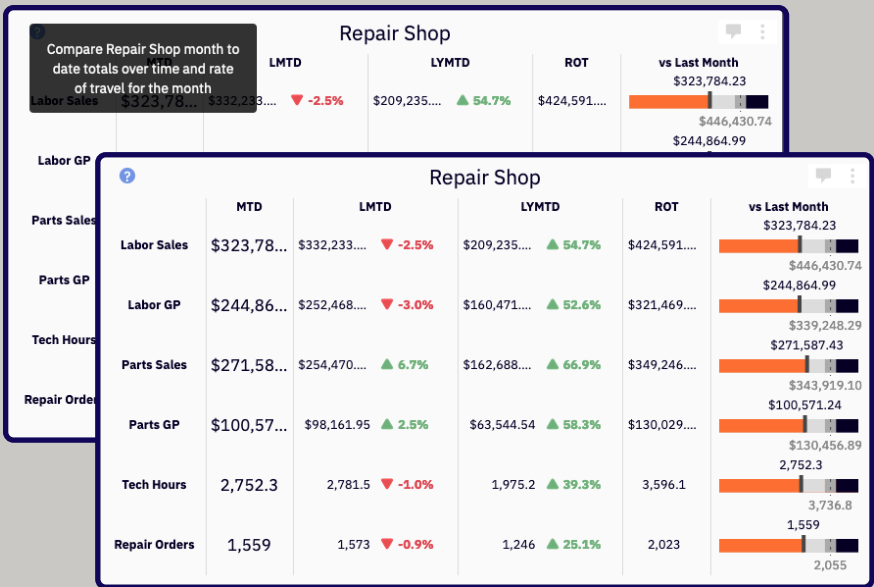 Repair Shop
Compare Repair Shop month to
date totals over time and rate
of travel for the month
MTD LMTD LYMTD ROT vs Last Month
Labor Sales $323,78... $332,233.... -2.5% $209,235.... 54.7% $424,591.... $323,784.23
$446,430.74
$244,864.99
Labor GP
Parts Sales
Parts GP
Tech Hours
Repair Order
? Repair Shop
MTD LMTD LYMTD ROT vs Last Month
$323,784.23
Labor Sales $323,78... $332,233.... -2.5% $209,235.... 54.7% $424,591....
$446,430.74
$244,864.99
Labor GP $244,86... $252,468.... -3.0% $160,471.... 52.6% $321,469....
$339,248.29
$271,587.43
Parts Sales $271,58... $254,470.... 6.7% $162,688.... 66.9% $349,246....
$343,919.10
$100,571.24
Parts GP $100,57... $98,161.95 2.5% $63,544.54 58.3% $130,029....
$130,456.89
2,752.3
Tech Hours 2,752.3 2,781.5 -1.0% 1,975.2 39.3% 3,596.1
3,736.8
1,559
Repair Orders 1,559 1,573 -0.9% 1,246 25.1% 2,023
2,055